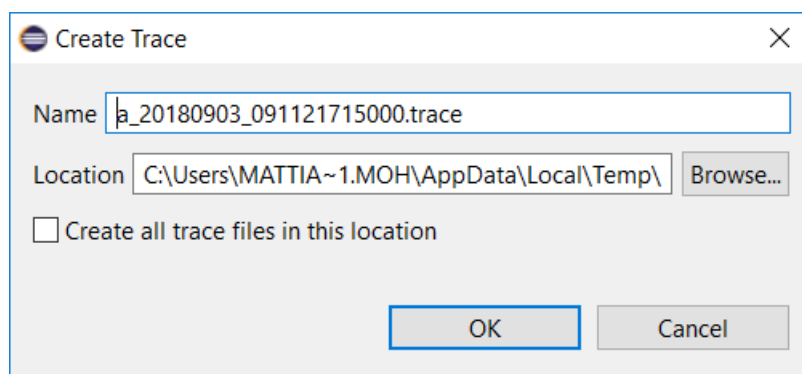 Create Trace
Name a_20180903_091121715000.trace
Location C:\Users\MATTIA~1.MOH\AppData\Local\Temp\ Browse...
Create all trace files in this location
OK Cancel